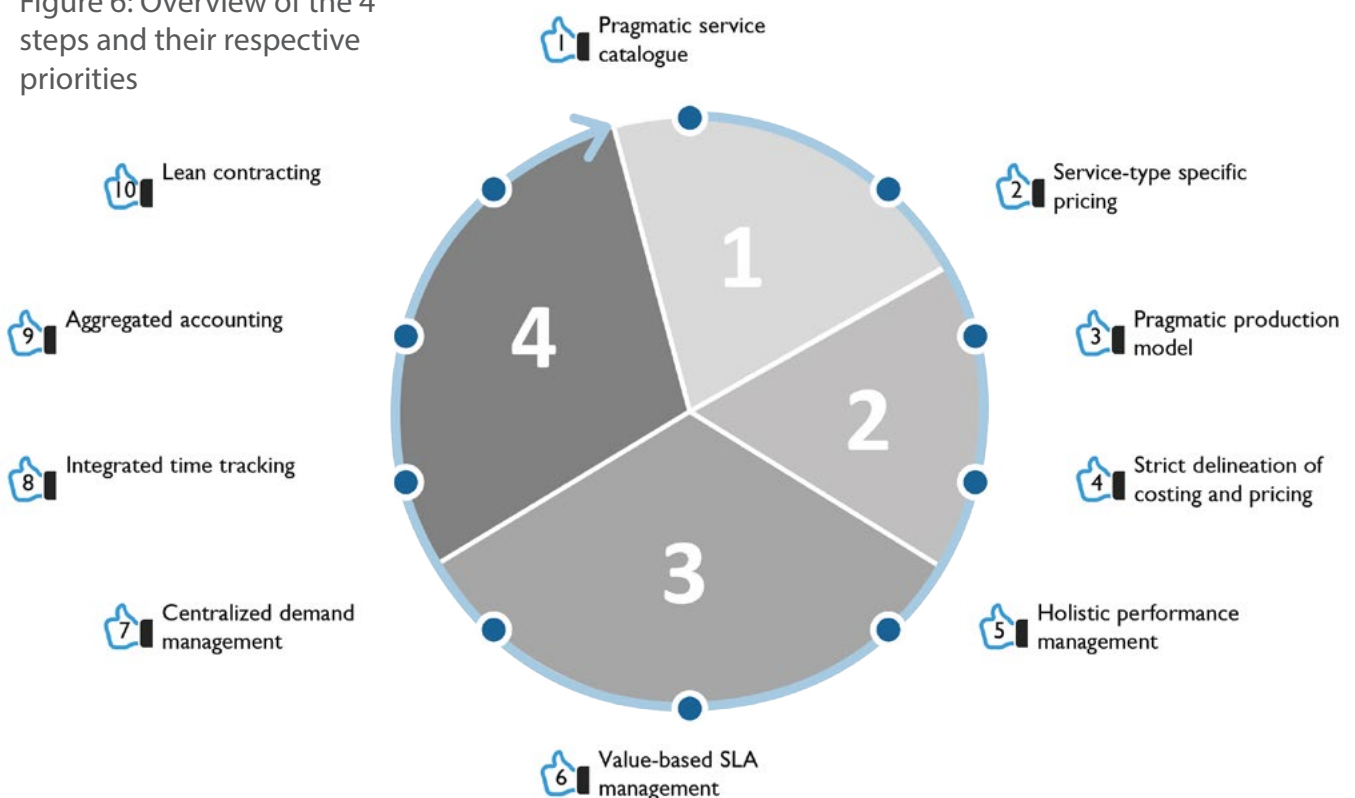 Figure 6: Overview of the 4
steps and their respective
priorities
1
Pragmatic service
catalogue
2
Service-type specific
pricing
3
Pragmatic production
model
4
Strict delineation of
costing and pricing
5
Holistic performance
management
6
Value-based SLA
management
7
Centralized demand
management
8
Integrated time tracking
9
Aggregated accounting
10
Lean contracting
1
2
3
4